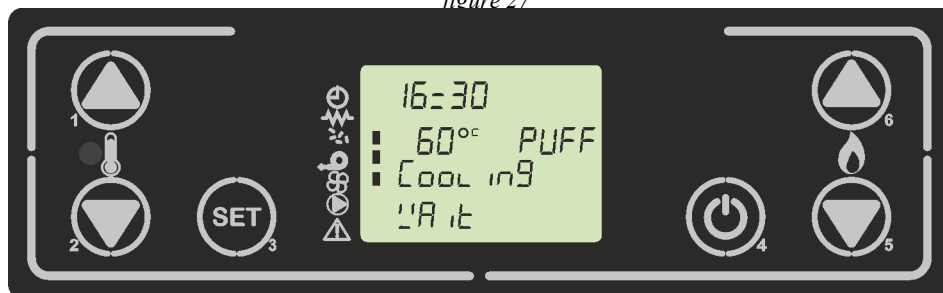 figure 27
16:30
60°c PUFF
Cooling
WAit
SET
1
2
3
4
5
6